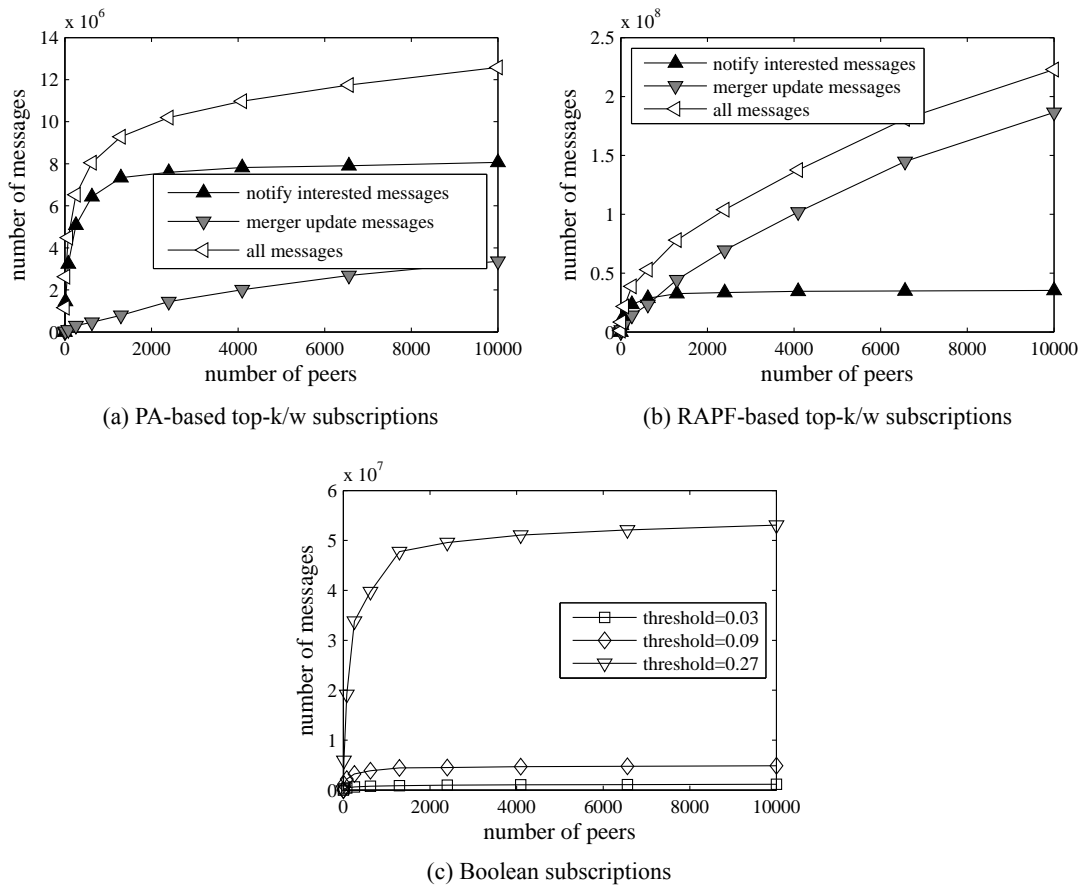 x 10^6
14
12
10
8
6
4
2
0
0 2000 4000 6000 8000 10000
number of messages
number of peers
notify interested messages
merger update messages
all messages
(a) PA-based top-k/w subscriptions
x 10^8
2.5
2
1.5
1
0.5
0
0 2000 4000 6000 8000 10000
number of messages
number of peers
notify interested messages
merger update messages
all messages
(b) RAPF-based top-k/w subscriptions
x 10^7
6
5
4
3
2
1
0
0 2000 4000 6000 8000 10000
number of messages
number of peers
threshold=0.03
threshold=0.09
threshold=0.27
(c) Boolean subscriptions